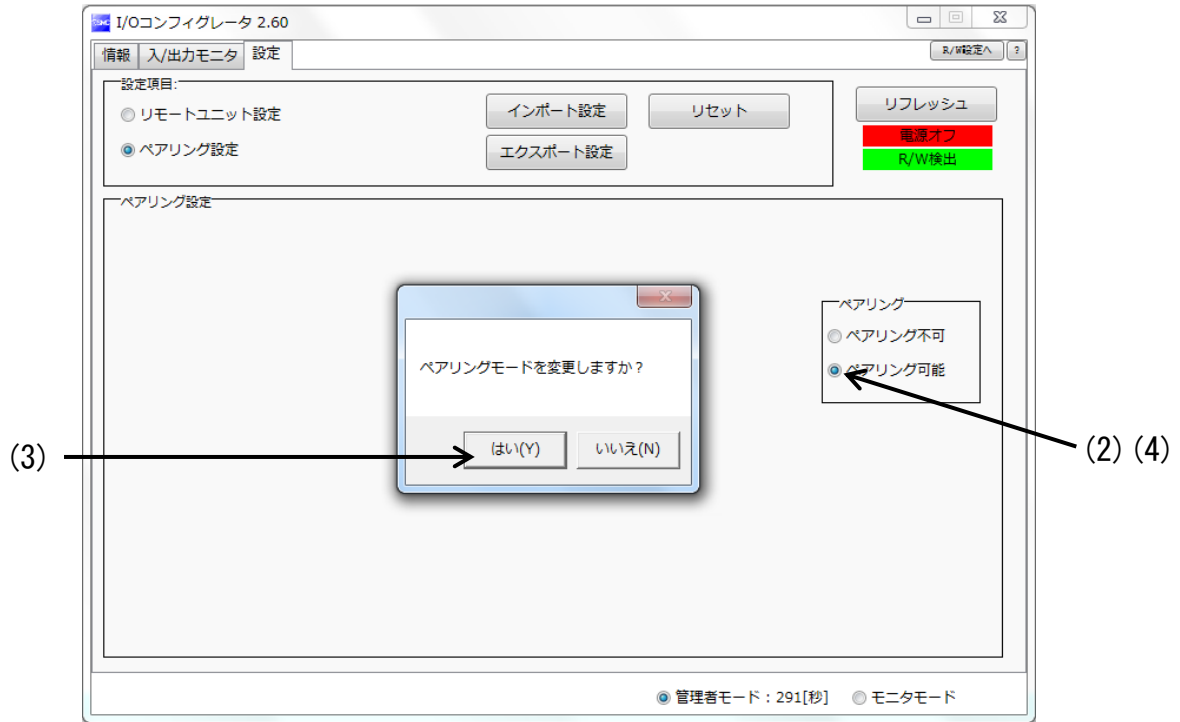 SMC I/Oコンフィグレータ 2.60
情報 入/出力モニタ 設定 R/W設定へ ?
設定項目:
リモートユニット設定 インポート設定 リセット リフレッシュ
電源オフ
ペアリング設定 エクスポート設定 R/W検出
ペアリング設定
ペアリング
ペアリング不可
ペアリングモードを変更しますか？ ペアリング可能
(3) はい(Y) いいえ(N) (2)(4)
管理者モード：291[秒] モニタモード